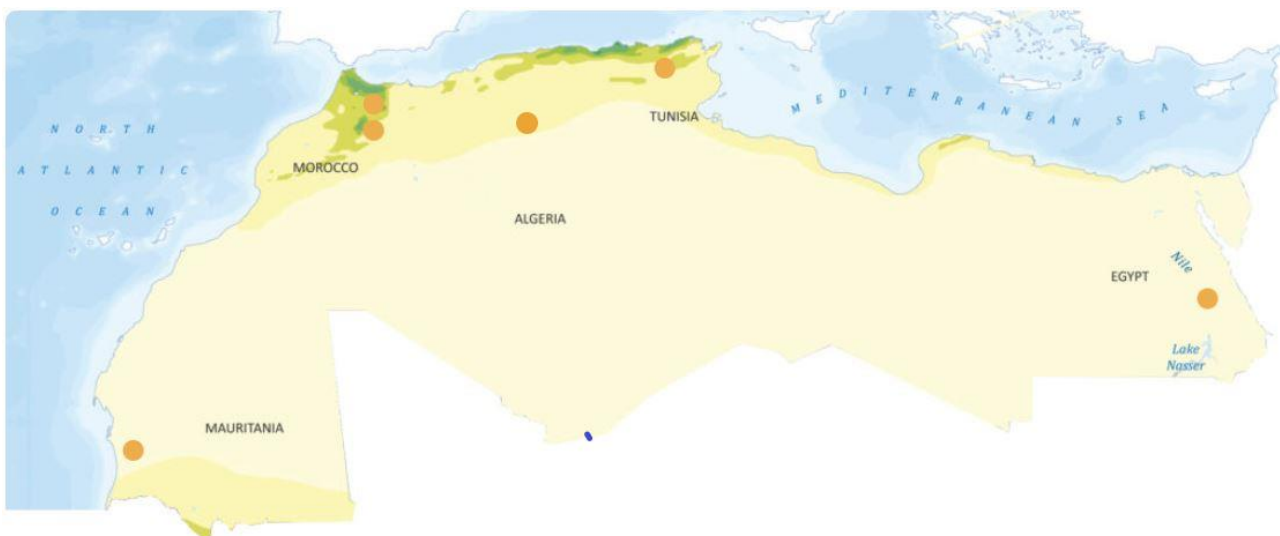 NORTH
ATLANTIC
OCEAN
MEDITERRANEAN SEA
TUNISIA
MOROCCO
ALGERIA
EGYPT
Nile
Lake
Nasser
MAURITANIA